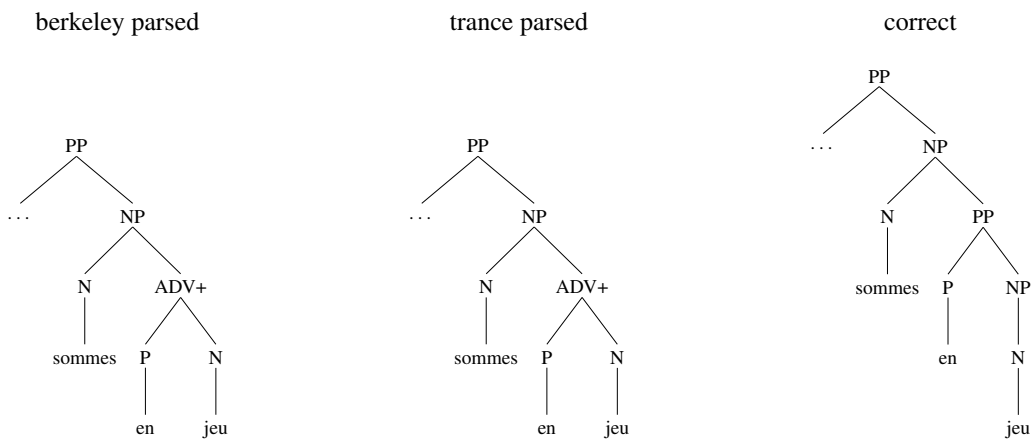 berkeley parsed trance parsed correct
PP
PP PP
... NP
... NP ... NP
N PP
N ADV+ N ADV+
sommes P NP
sommes P N sommes P N
en N
en jeu en jeu
jeu